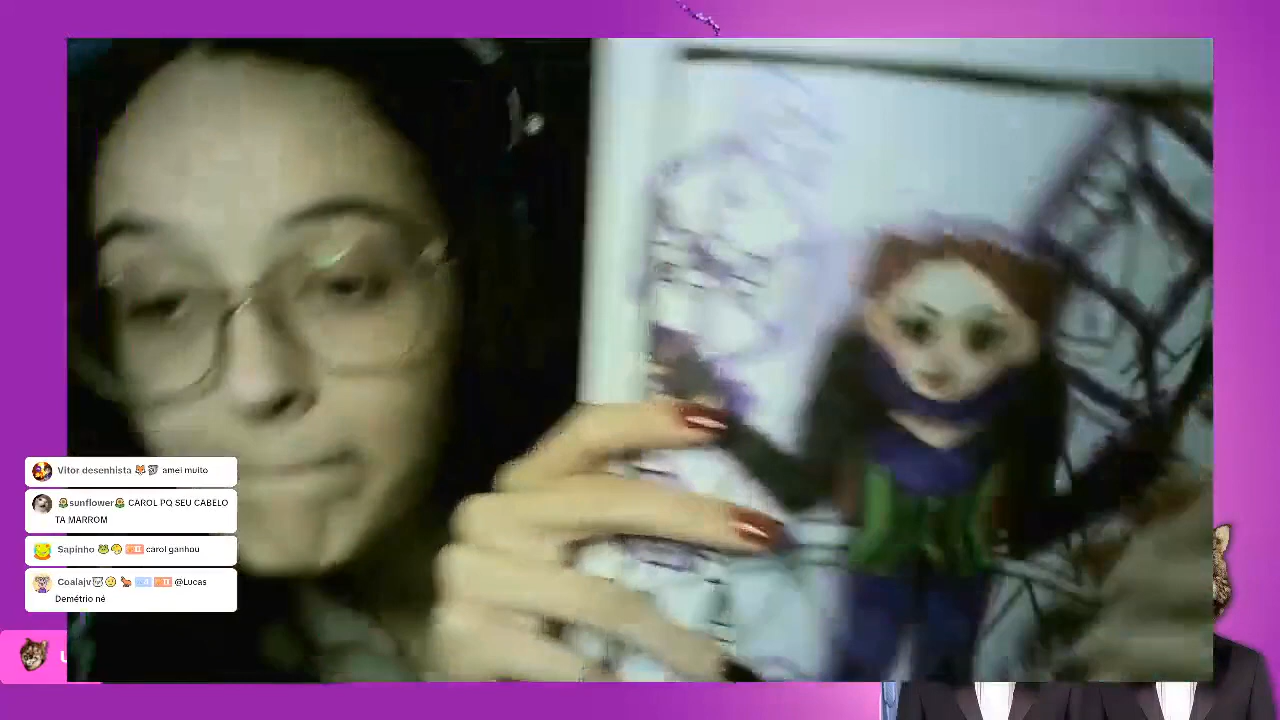 Vitor desenhista amei muito
sunflower CAROL PQ SEU CABELO
TA MARROM
Sapinho carol ganhou
Coalajv @Lucas
Demétrio né